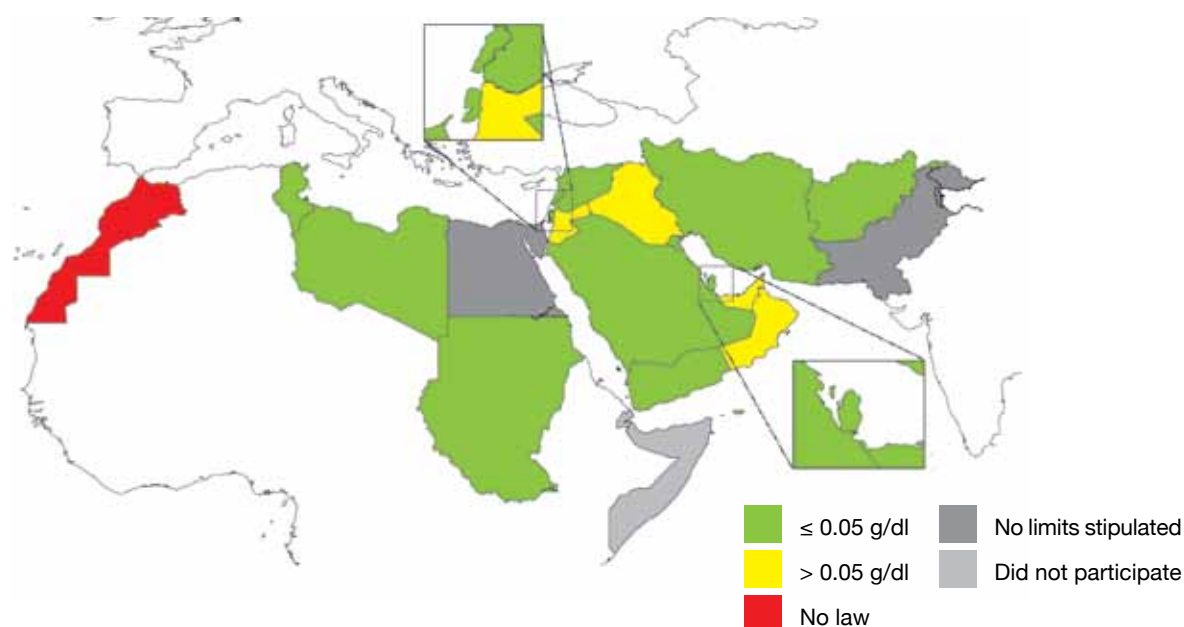 ≤ 0.05 g/dl
> 0.05 g/dl
No law
No limits stipulated
Did not participate